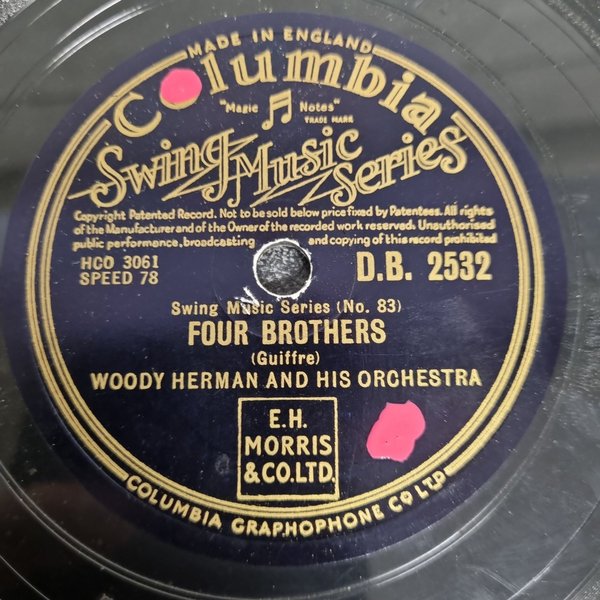 MADE IN ENGLAND
Columbia
"Magic Notes"
TRADE MARK
Swing Music Series
Copyright Patented Record. Not to be sold below price fixed by Patentees. All rights
of the Manufacturer and of the Owner of the recorded work reserved. Unauthorised
public performance, broadcasting and copying of this record prohibited
HCO 3061
SPEED 78
D.B. 2532
Swing Music Series (No. 83)
FOUR BROTHERS
(Guiffre)
WOODY HERMAN AND HIS ORCHESTRA
E.H.
MORRIS
& CO. LTD.
COLUMBIA GRAPHOPHONE CO LTD